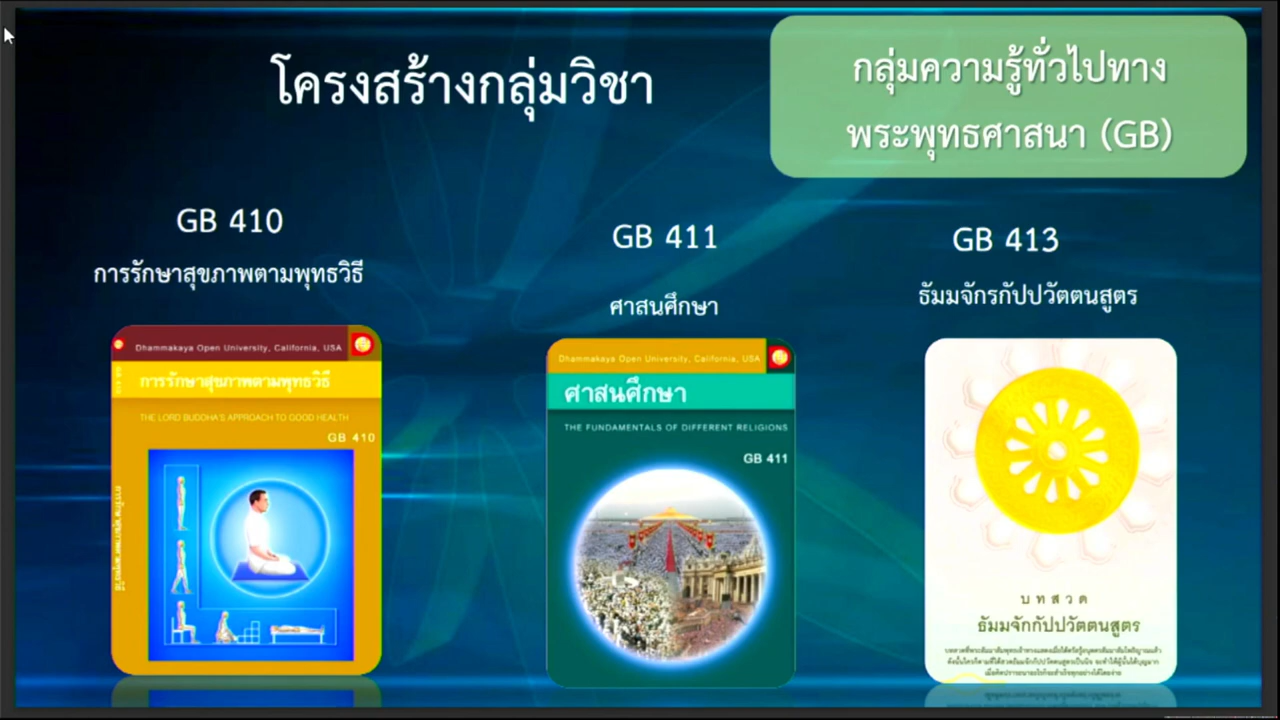 โครงสร้างกลุ่มวิชา
กลุ่มความรู้ทั่วไปทาง
พระพุทธศาสนา (GB)
GB 410
การรักษาสุขภาพตามพุทธวิธี
GB 411
ศาสนศึกษา
GB 413
ธัมมจักรกัปปวัตตนสูตร
Dhammakaya Open University, California, USA
การรักษาสุขภาพตามพุทธวิธี
THE LORD BUDDHA'S APPROACH TO GOOD HEALTH
GB 410
Dhammakaya Open University, California, USA
ศาสนศึกษา
THE FUNDAMENTALS OF DIFFERENT RELIGIONS
GB 411
บทสวด
ธัมมจักกัปปวัตตนสูตร